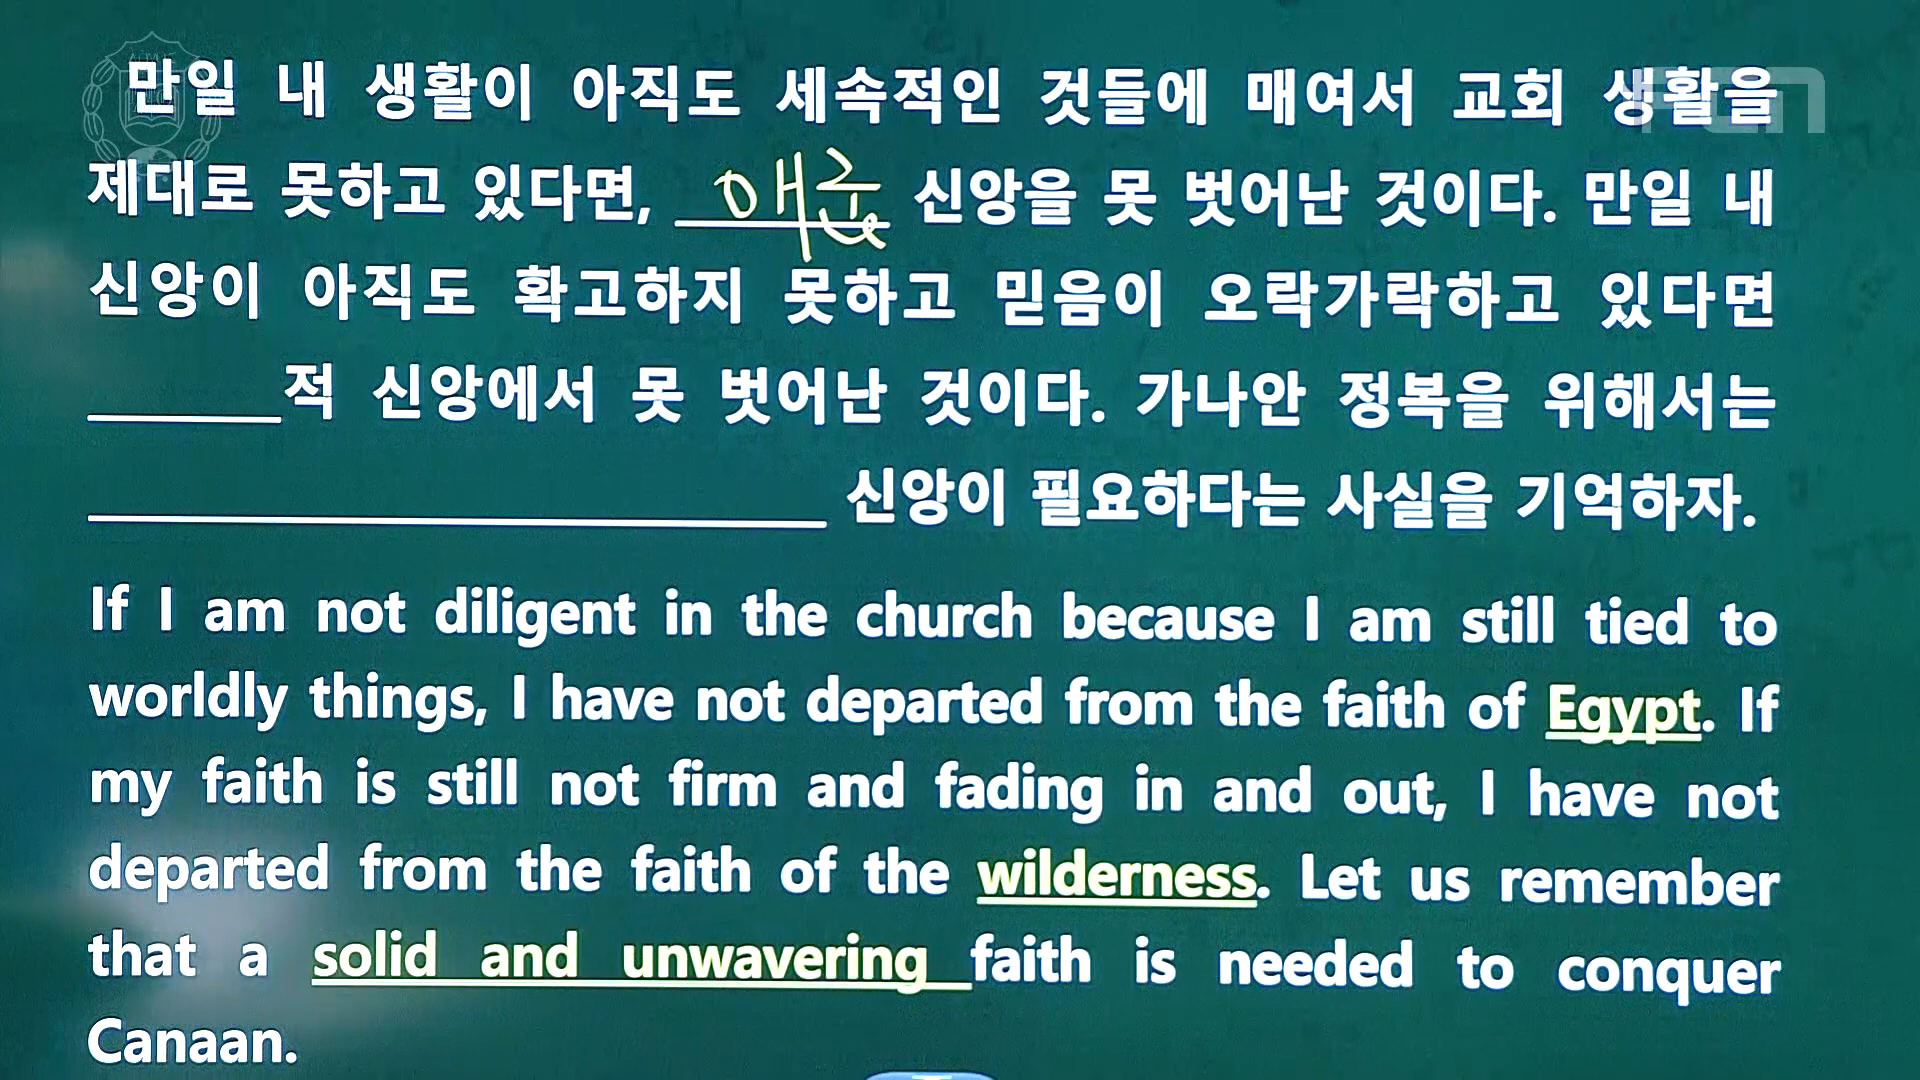 만일 내 생활이 아직도 세속적인 것들에 매여서 교회 생활을
제대로 못하고 있다면, 애굽 신앙을 못 벗어난 것이다. 만일 내
신앙이 아직도 확고하지 못하고 믿음이 오락가락하고 있다면
______적 신앙에서 못 벗어난 것이다. 가나안 정복을 위해서는
______________________ 신앙이 필요하다는 사실을 기억하자.
If I am not diligent in the church because I am still tied to
worldly things, I have not departed from the faith of Egypt. If
my faith is still not firm and fading in and out, I have not
departed from the faith of the wilderness. Let us remember
that a solid and unwavering faith is needed to conquer
Canaan.